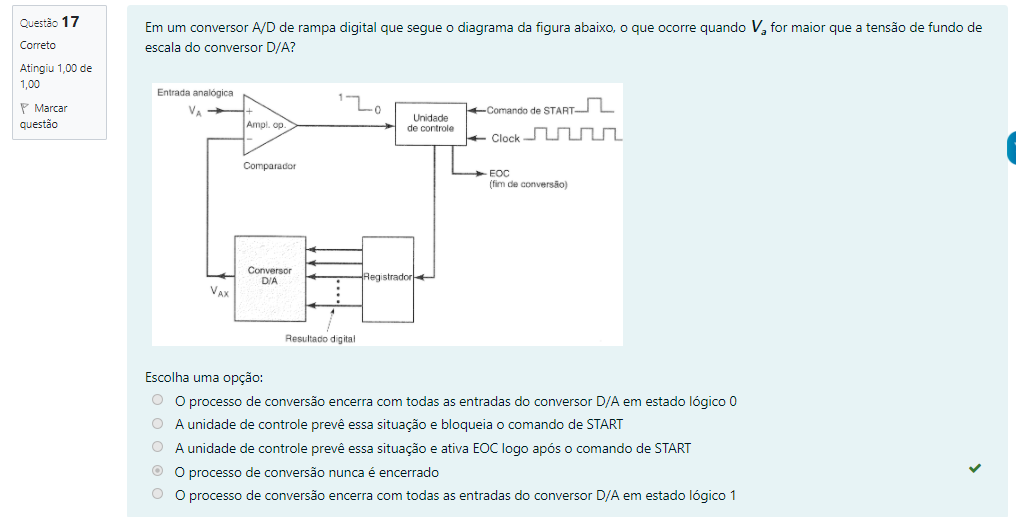 Questão 17
Correto
Atingiu 1,00 de
1,00
Marcar
questão
Em um conversor A/D de rampa digital que segue o diagrama da figura abaixo, o que ocorre quando Va for maior que a tensão de fundo de
escala do conversor D/A?
Entrada analógica
VA
+
Ampl. op.
−
Comparador
1
0
Unidade
de controle
Comando de START
Clock
EOC
(fim de conversão)
Conversor
D/A
Registrador
VAX
Resultado digital
Escolha uma opção:
O processo de conversão encerra com todas as entradas do conversor D/A em estado lógico 0
A unidade de controle prevê essa situação e bloqueia o comando de START
A unidade de controle prevê essa situação e ativa EOC logo após o comando de START
O processo de conversão nunca é encerrado
O processo de conversão encerra com todas as entradas do conversor D/A em estado lógico 1